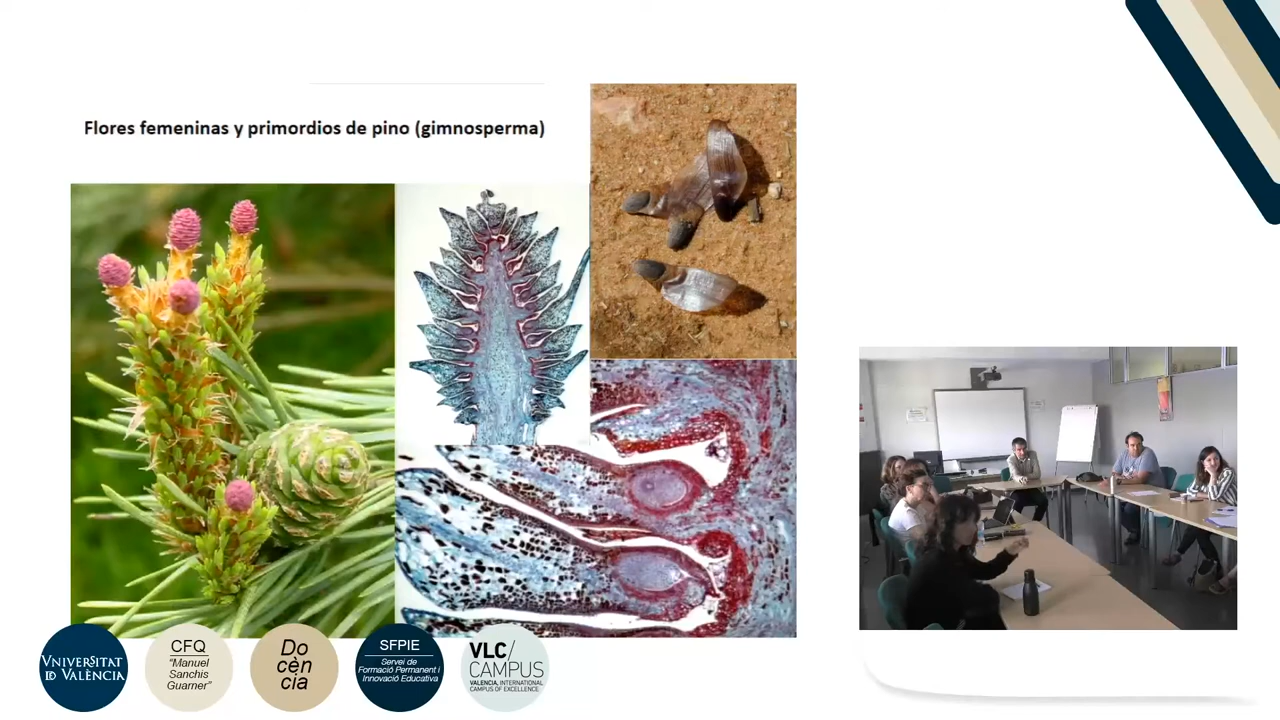 Flores femeninas y primordios de pino (gimnosperma)
VNIVERSITAT
ID VALÈNCIA
CFQ
"Manuel
Sanchis
Guarner"
Do
cèn
cia
SFPIE
Servei de
Formació Permanent i
Innovació Educativa
VLC/
CAMPUS
VALENCIA, INTERNATIONAL
CAMPUS OF EXCELLENCE